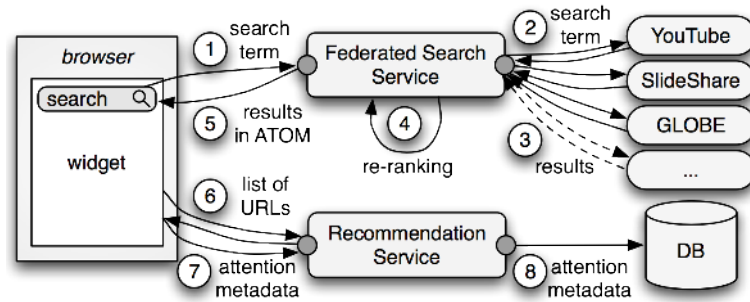 browser
search
widget
1 search
term
Federated Search
Service
2 search
term
YouTube
SlideShare
GLOBE
...
3
results
4
re-ranking
5 results
in ATOM
6 list of
URLs
Recommendation
Service
7 attention
metadata
8 attention
metadata
DB